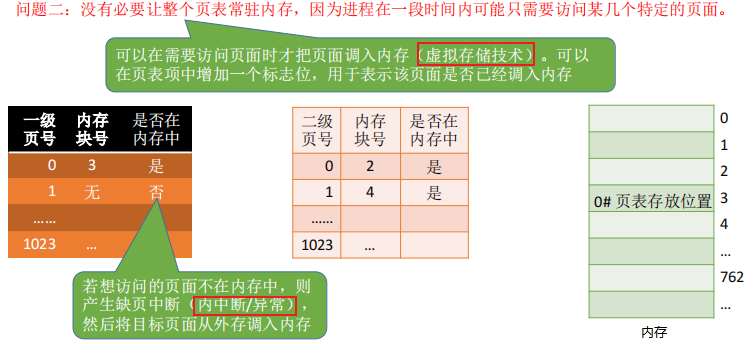 问题二：没有必要让整个页表常驻内存，因为进程在一段时间内可能只需要访问某几个特定的页面。
可以在需要访问页面时才把页面调入内存（虚拟存储技术）。可以
在页表项中增加一个标志位，用于表示该页面是否已经调入内存
一级页号 内存块号 是否在内存中
0 3 是
1 无 否
……
1023 …
二级页号 内存块号 是否在内存中
0 2 是
1 4 是
……
1023 …
0
1
2
0# 页表存放位置 3
4
…
762
…
内存
若想访问的页面不在内存中，则
产生缺页中断（内中断/异常），
然后将目标页面从外存调入内存